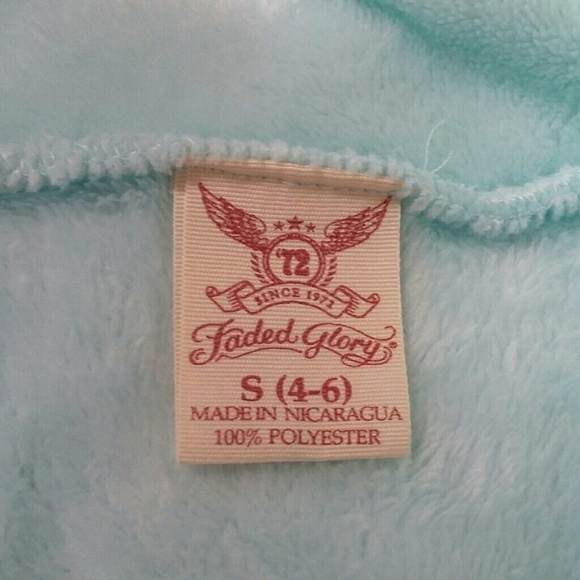 '72
SINCE 1972
Faded Glory®
S (4-6)
MADE IN NICARAGUA
100% POLYESTER